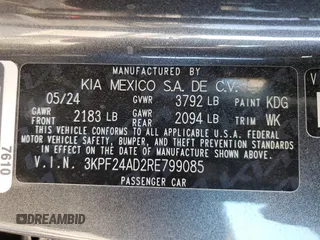 MANUFACTURED BY
KIA MEXICO S.A. DE C.V.
05/24 GVWR 3792 LB PAINT KDG
GAWR GAWR
2183 LB 2094 LB TRIM WK
THIS VEHICLE CONFORMS TO ALL APPLICABLE U.S.A. FEDERAL
MOTOR VEHICLE SAFETY, BUMPER, AND THEFT PREVENTION
STANDARDS IN EFFECT ON THE DATE OF MANUFACTURE SHOWN ABOVE.
V.I.N. 3KPF24AD2RE799085
PASSENGER CAR
7610
V
DREAMBID